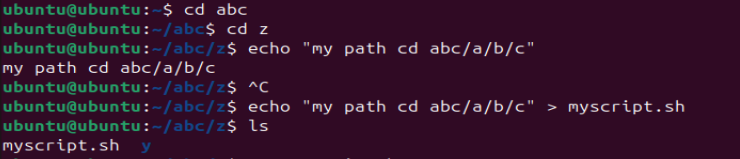 ubuntu@ubuntu:~$ cd abc
ubuntu@ubuntu:~/abc$ cd z
ubuntu@ubuntu:~/abc/z$ echo "my path cd abc/a/b/c"
my path cd abc/a/b/c
ubuntu@ubuntu:~/abc/z$ ^C
ubuntu@ubuntu:~/abc/z$ echo "my path cd abc/a/b/c" > myscript.sh
ubuntu@ubuntu:~/abc/z$ ls
myscript.sh  y